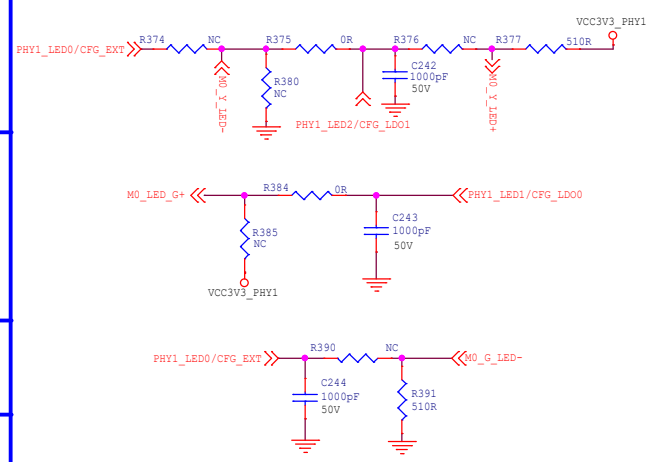 VCC3V3_PHY1
R374 NC R375 0R R376 NC R377 510R
PHY1_LED0/CFG_EXT
C242
1000pF
50V
R380
NC
M0_Y_LED-
M0_Y_LED+
PHY1_LED2/CFG_LDO1
R384 0R
M0_LED_G+ PHY1_LED1/CFG_LDO0
C243
1000pF
50V
R385
NC
VCC3V3_PHY1
R390 NC
PHY1_LED0/CFG_EXT M0_G_LED-
C244
1000pF
50V
R391
510R